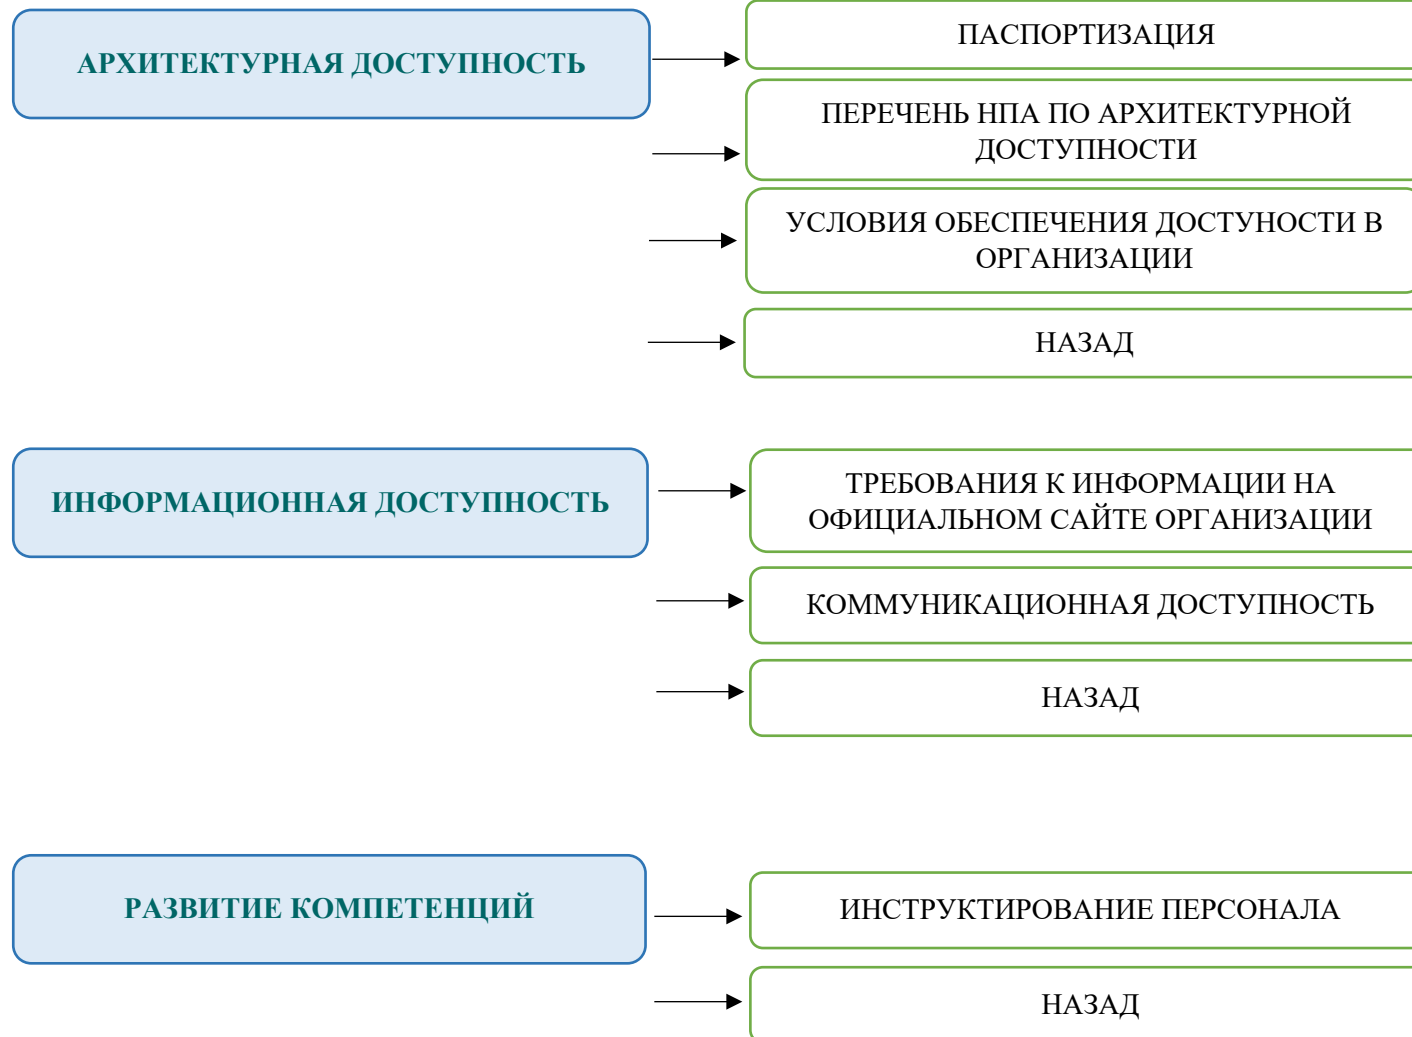 АРХИТЕКТУРНАЯ ДОСТУПНОСТЬ
ПАСПОРТИЗАЦИЯ
ПЕРЕЧЕНЬ НПА ПО АРХИТЕКТУРНОЙ
ДОСТУПНОСТИ
УСЛОВИЯ ОБЕСПЕЧЕНИЯ ДОСТУНОСТИ В
ОРГАНИЗАЦИИ
НАЗАД
ИНФОРМАЦИОННАЯ ДОСТУПНОСТЬ
ТРЕБОВАНИЯ К ИНФОРМАЦИИ НА
ОФИЦИАЛЬНОМ САЙТЕ ОРГАНИЗАЦИИ
КОММУНИКАЦИОННАЯ ДОСТУПНОСТЬ
НАЗАД
РАЗВИТИЕ КОМПЕТЕНЦИЙ
ИНСТРУКТИРОВАНИЕ ПЕРСОНАЛА
НАЗАД